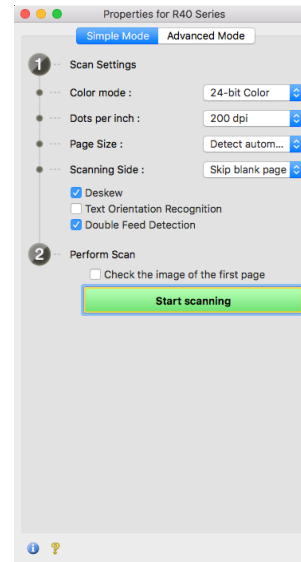 Properties for R40 Series
Simple Mode Advanced Mode
1 Scan Settings
Color mode : 24-bit Color
Dots per inch : 200 dpi
Page Size : Detect autom...
Scanning Side : Skip blank page
Deskew
Text Orientation Recognition
Double Feed Detection
2 Perform Scan
Check the image of the first page
Start scanning